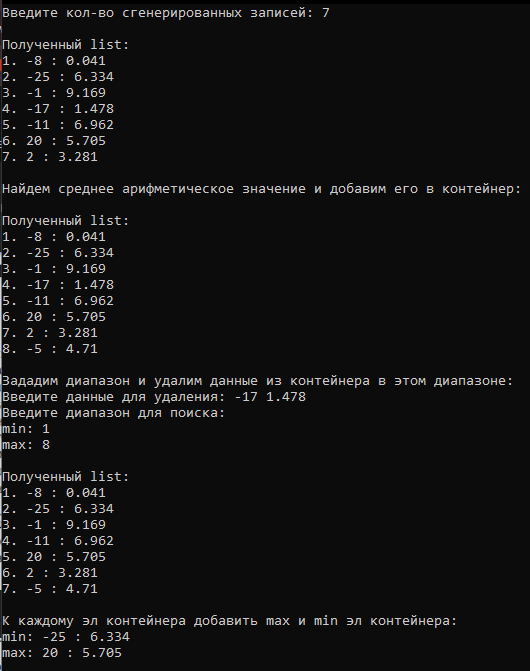 Введите кол-во сгенерированных записей: 7
Полученный list:
1. -8 : 0.041
2. -25 : 6.334
3. -1 : 9.169
4. -17 : 1.478
5. -11 : 6.962
6. 20 : 5.705
7. 2 : 3.281
Найдем среднее арифметическое значение и добавим его в контейнер:
Полученный list:
1. -8 : 0.041
2. -25 : 6.334
3. -1 : 9.169
4. -17 : 1.478
5. -11 : 6.962
6. 20 : 5.705
7. 2 : 3.281
8. -5 : 4.71
Зададим диапазон и удалим данные из контейнера в этом диапазоне:
Введите данные для удаления: -17 1.478
Введите диапазон для поиска:
min: 1
max: 8
Полученный list:
1. -8 : 0.041
2. -25 : 6.334
3. -1 : 9.169
4. -11 : 6.962
5. 20 : 5.705
6. 2 : 3.281
7. -5 : 4.71
К каждому эл контейнера добавить max и min эл контейнера:
min: -25 : 6.334
max: 20 : 5.705